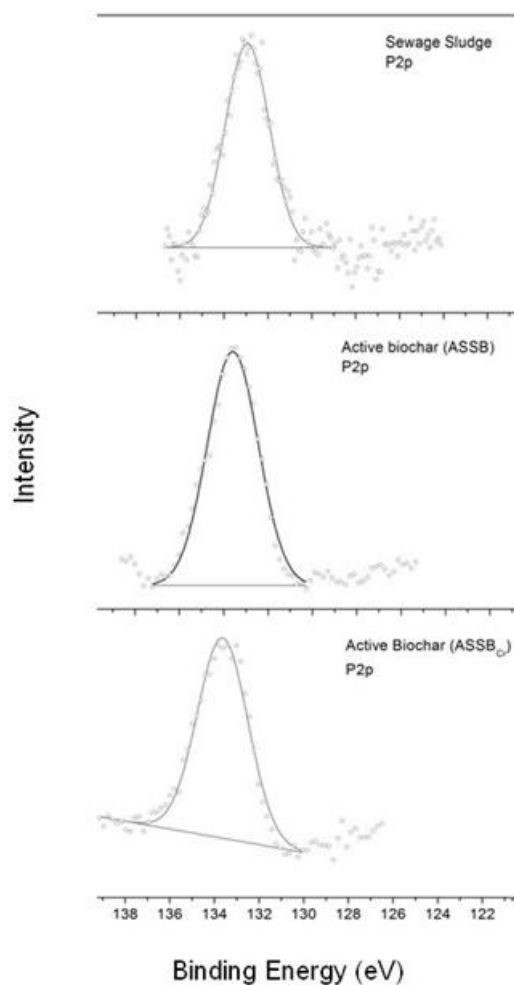 Sewage Sludge
P2p
Active biochar (ASSB)
P2p
Active Biochar (ASSB_Cr)
P2p
Intensity
138 136 134 132 130 128 126 124 122
Binding Energy (eV)